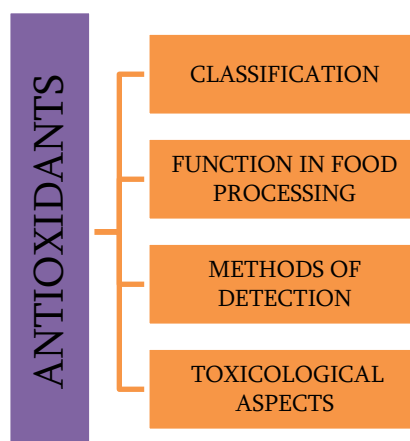 ANTIOXIDANTS
CLASSIFICATION
FUNCTION IN FOOD
PROCESSING
METHODS OF
DETECTION
TOXICOLOGICAL
ASPECTS